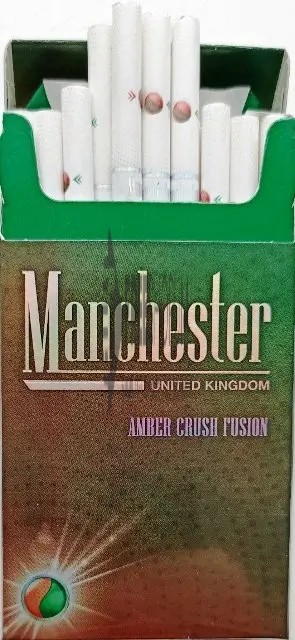 Manchester
UNITED KINGDOM
AMBER CRUSH FUSION